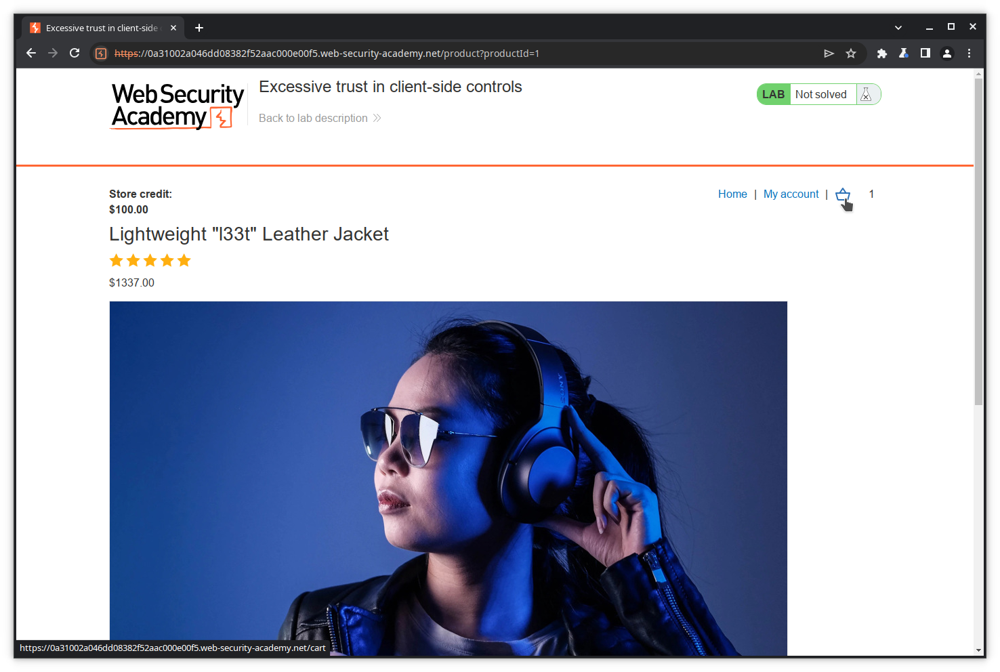 Excessive trust in client-side
https://0a31002a046dd08382f52aac000e00f5.web-security-academy.net/product?productId=1
Web Security
Academy
Excessive trust in client-side controls
Back to lab description
LAB Not solved
Store credit:
$100.00
Home | My account | 1
Lightweight "l33t" Leather Jacket
$1337.00
SONY
https://0a31002a046dd08382f52aac000e00f5.web-security-academy.net/cart